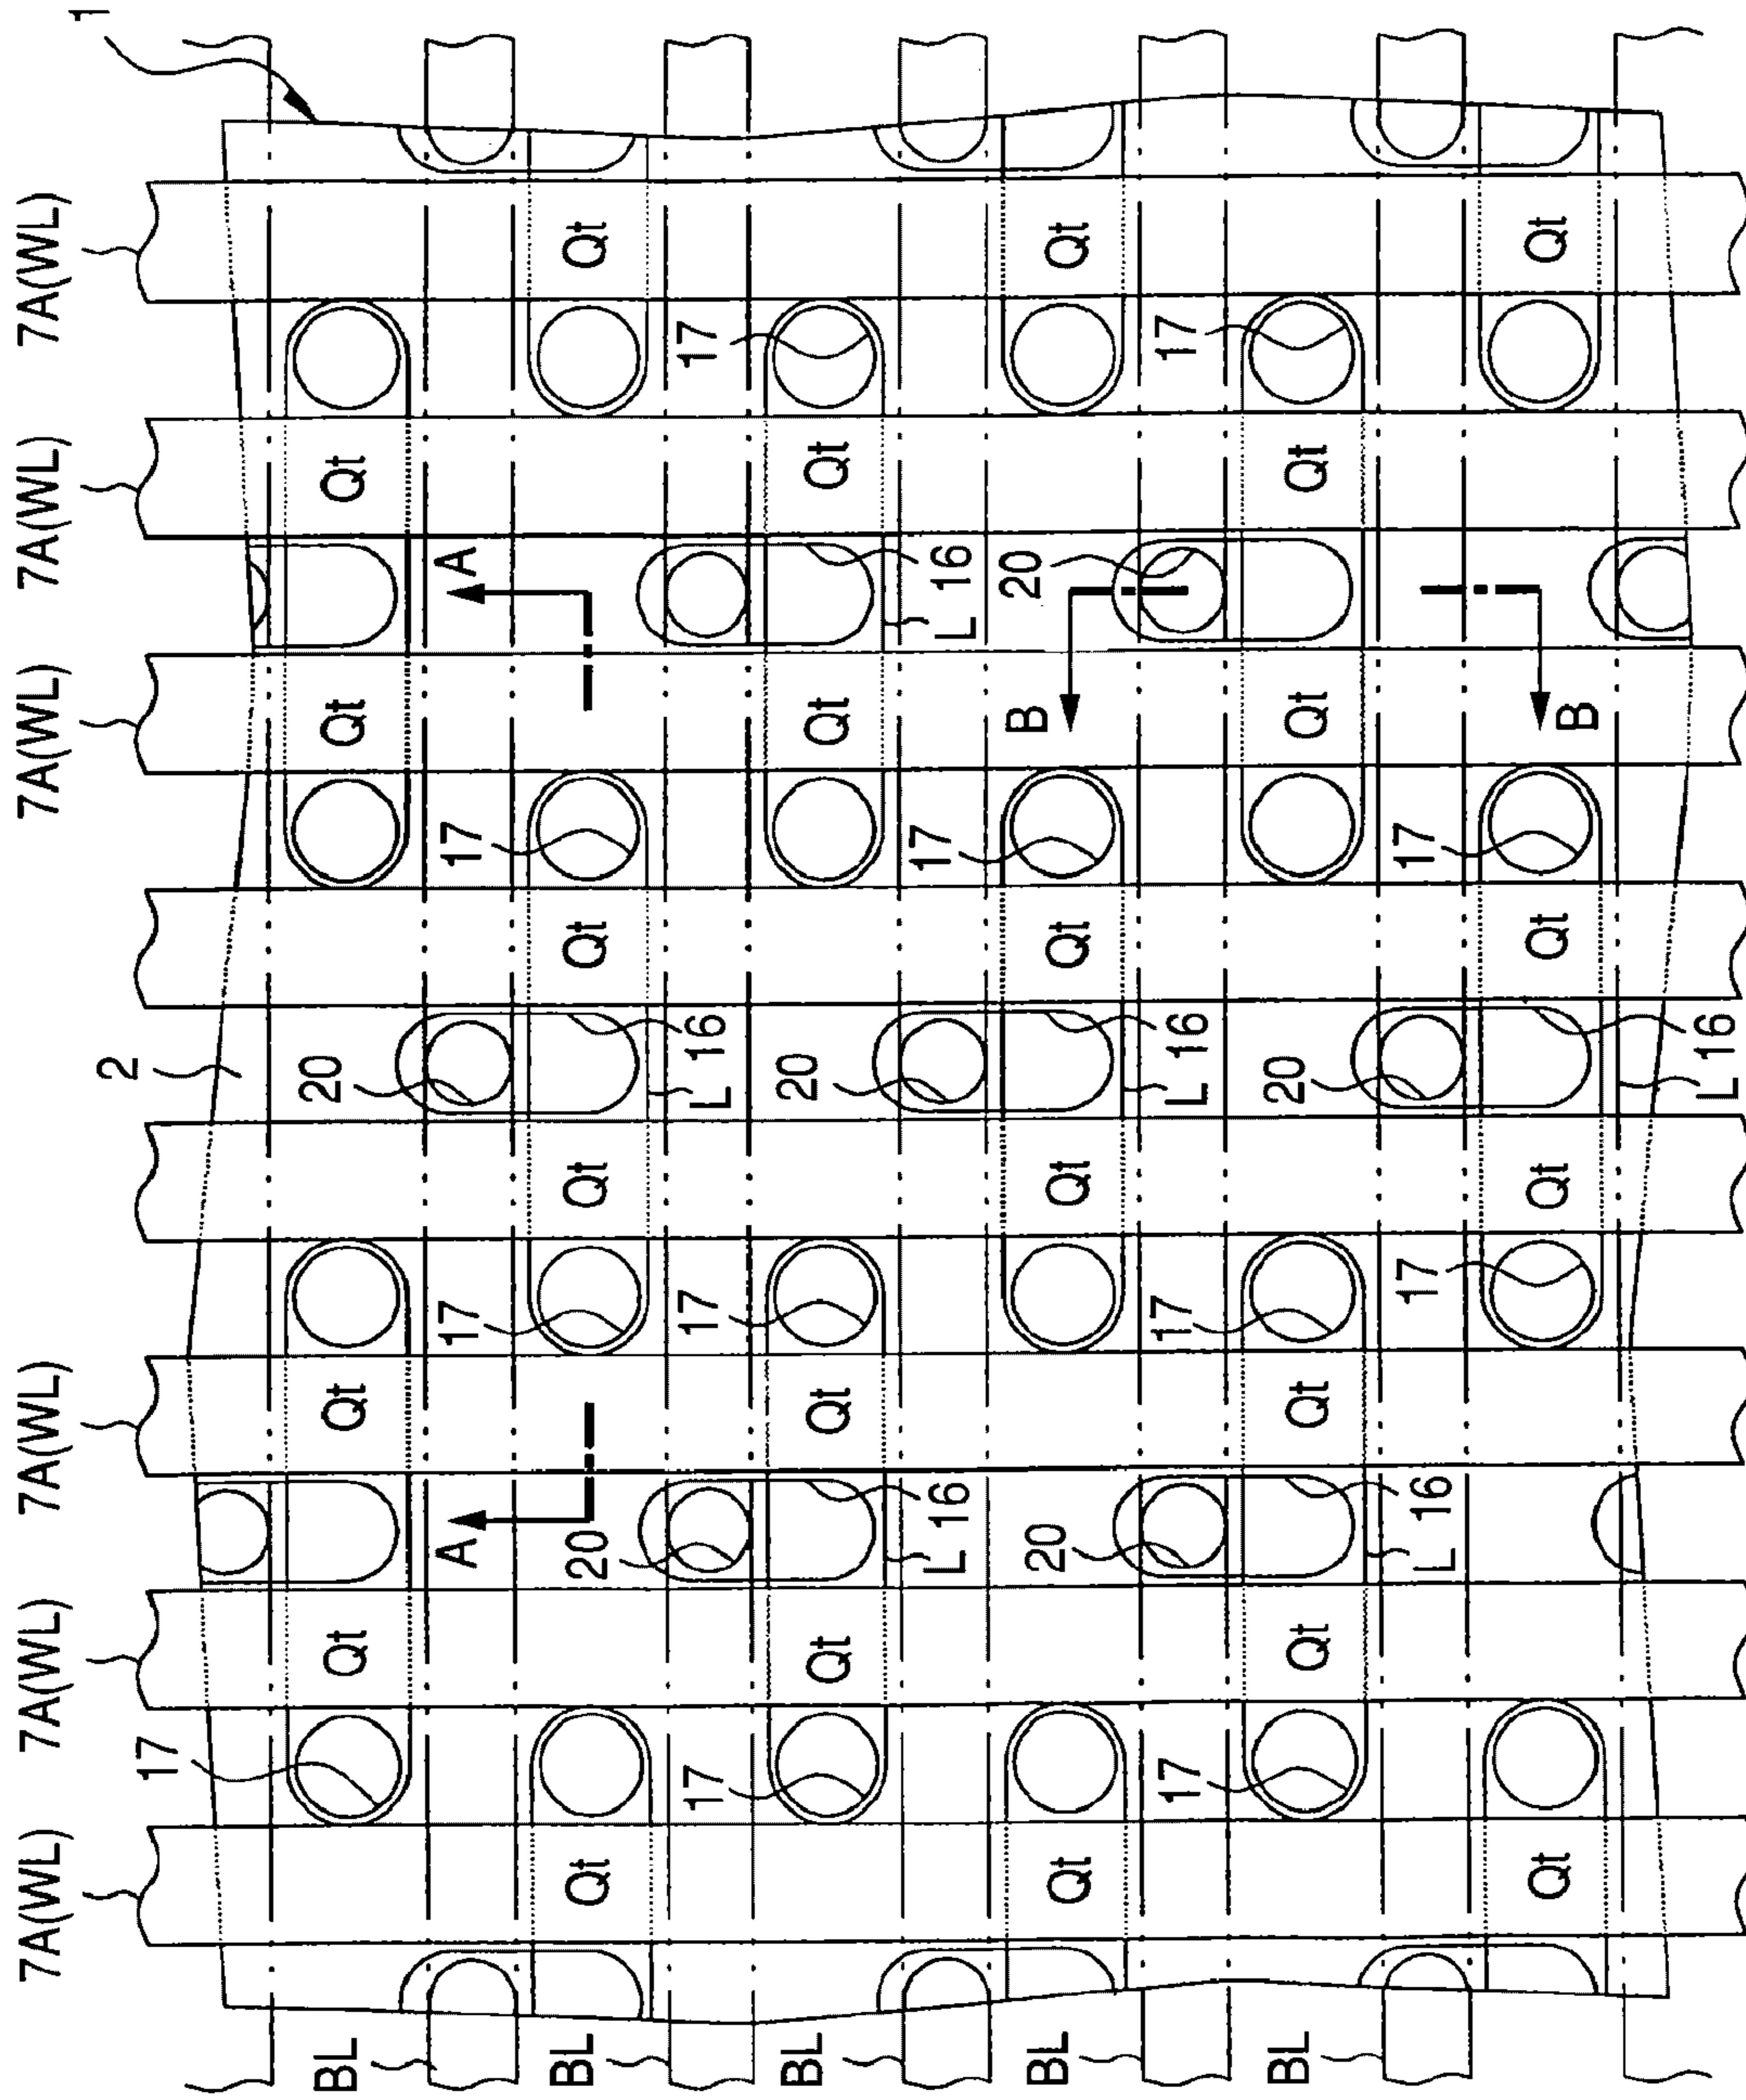 7A(WL) 7A(WL) 7A(WL) 7A(WL) 7A(WL) 7A(WL)
1
2
17
BL Qt Qt 20 Qt Qt
A 17 17 A
BL Qt 20 Qt Qt Qt
17 17 L 16 17
BL Qt Qt 20 Qt Qt
L 16 17 L 16
BL Qt 20 Qt Qt B 20 Qt
17 17 L 16 17
BL Qt Qt 20 Qt Qt
L 16 17 17
Qt Qt Qt B Qt
L 16